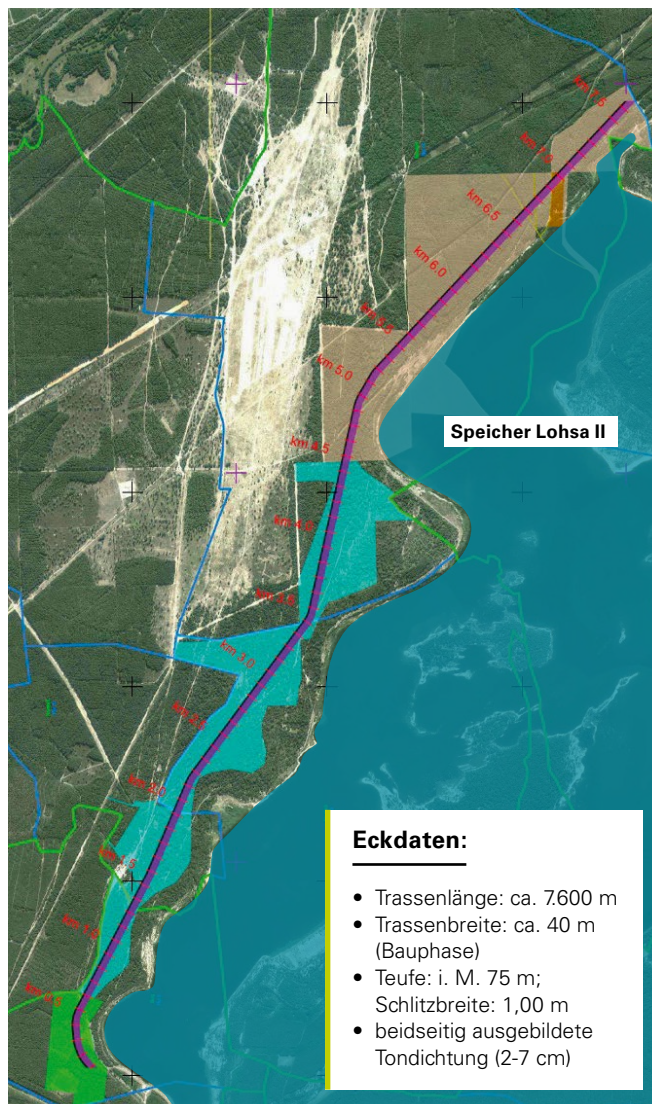 km 7.5
km 7.0
km 6.5
km 6.0
km 5.5
km 5.0
Speicher Lohsa II
km 4.5
km 4.0
km 3.5
km 3.0
km 2.5
km 2.0
km 1.5
km 1.0
km 0.5
Eckdaten:
• Trassenlänge: ca. 7.600 m
• Trassenbreite: ca. 40 m
(Bauphase)
• Teufe: i. M. 75 m;
Schlitzbreite: 1,00 m
• beidseitig ausgebildete
Tondichtung (2-7 cm)